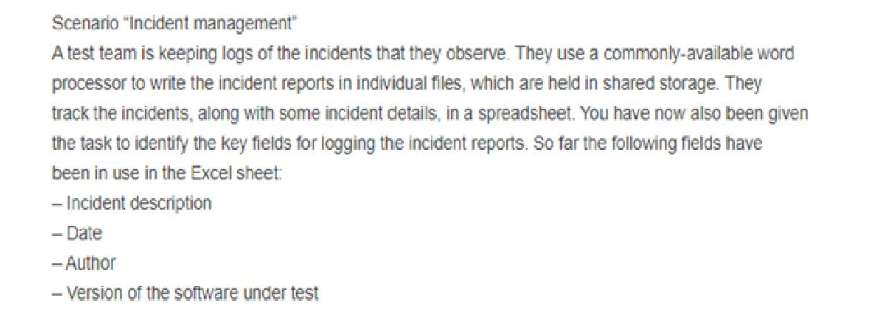 Scenario "Incident management"
A test team is keeping logs of the incidents that they observe. They use a commonly-available word
processor to write the incident reports in individual files, which are held in shared storage. They
track the incidents, along with some incident details, in a spreadsheet. You have now also been given
the task to identify the key fields for logging the incident reports. So far the following fields have
been in use in the Excel sheet:
– Incident description
– Date
– Author
– Version of the software under test